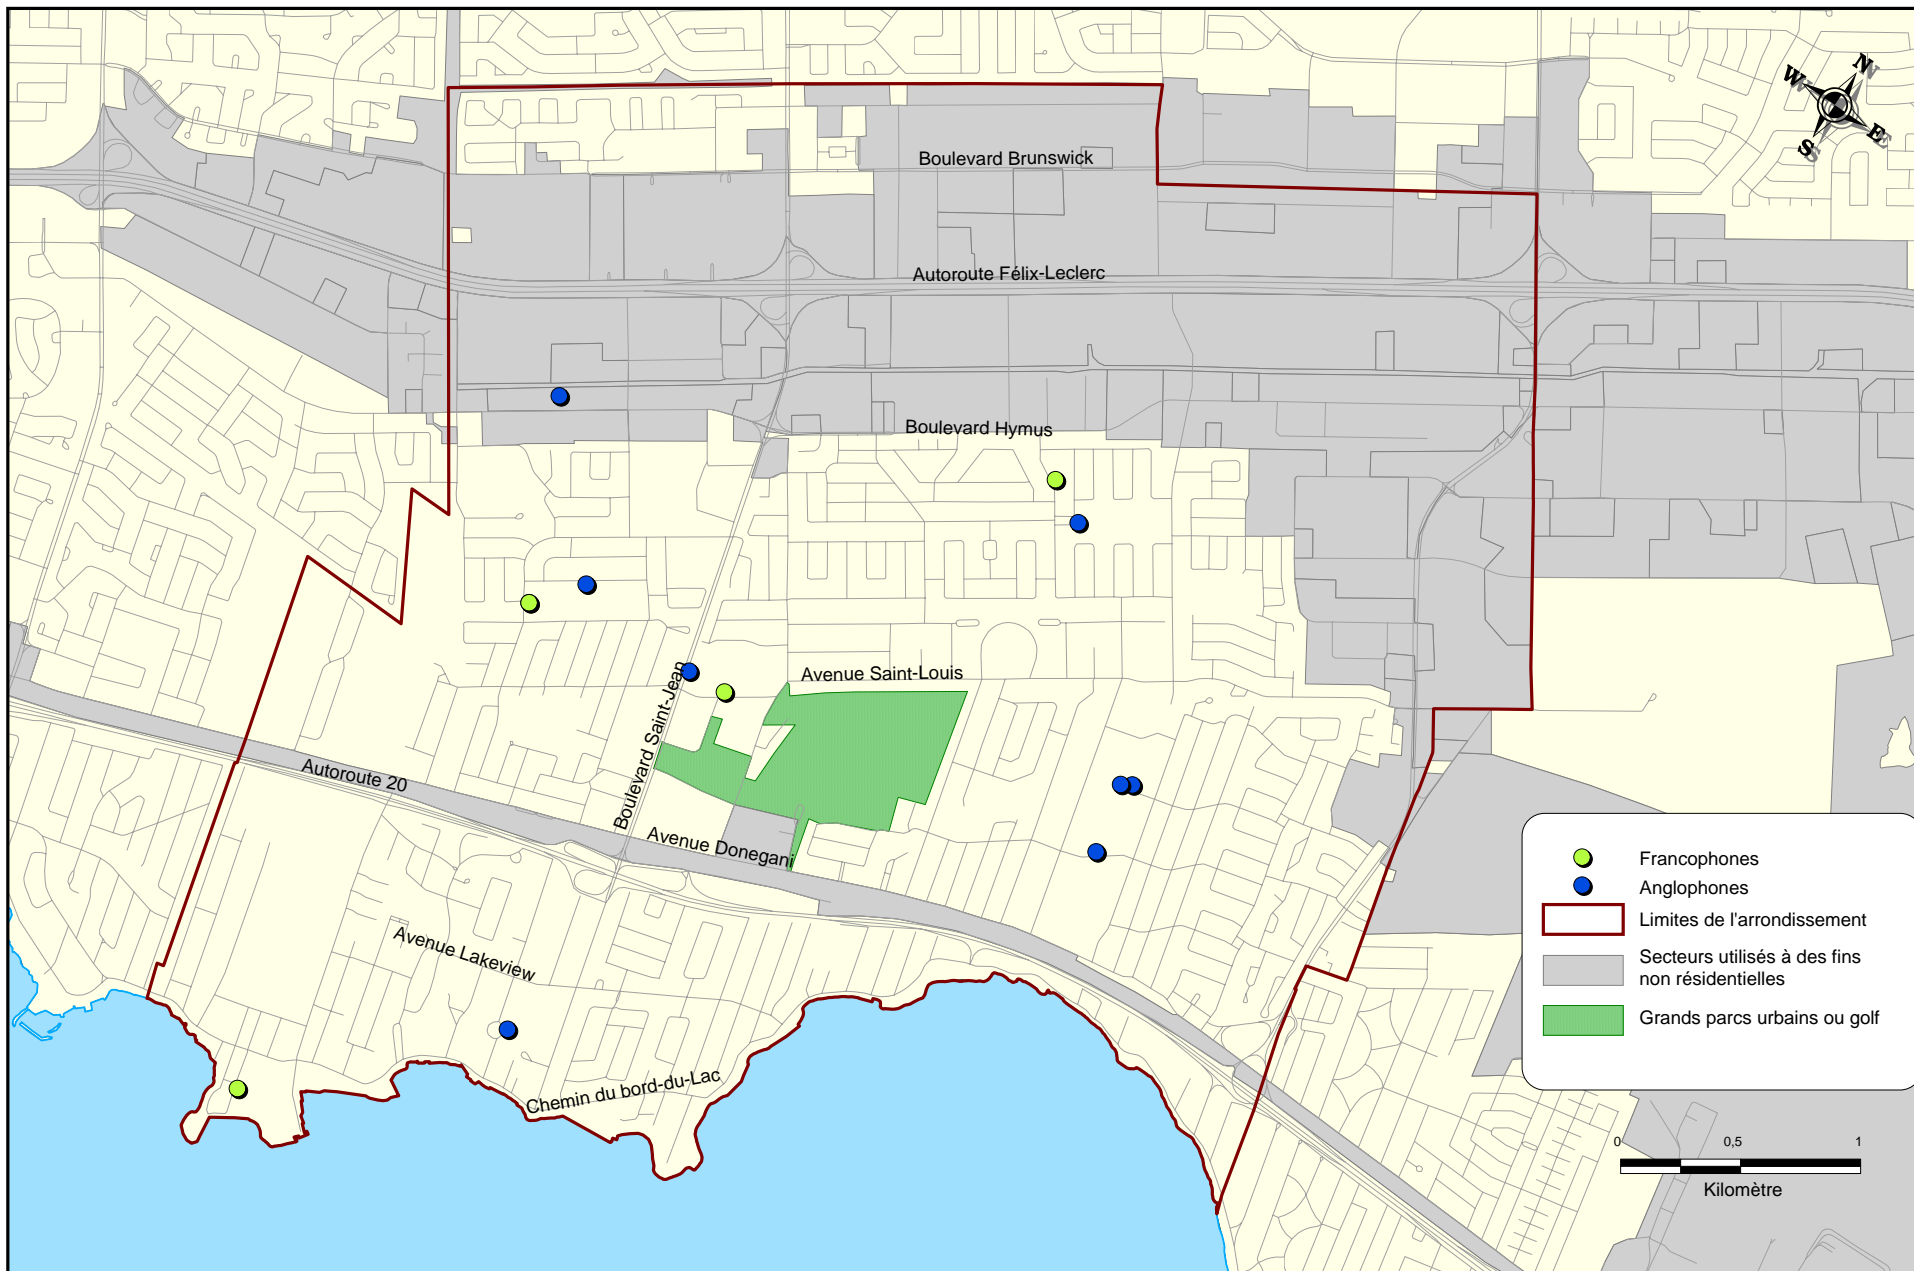 N
W
E
S
Boulevard Brunswick
Autoroute Félix-Leclerc
Boulevard Hymus
Avenue Saint-Louis
Boulevard Saint-Jean
Autoroute 20
Avenue Donegani
Avenue Lakeview
Chemin du bord-du-Lac
Francophones
Anglophones
Limites de l'arrondissement
Secteurs utilisés à des fins
non résidentielles
Grands parcs urbains ou golf
0 0,5 1
Kilomètre